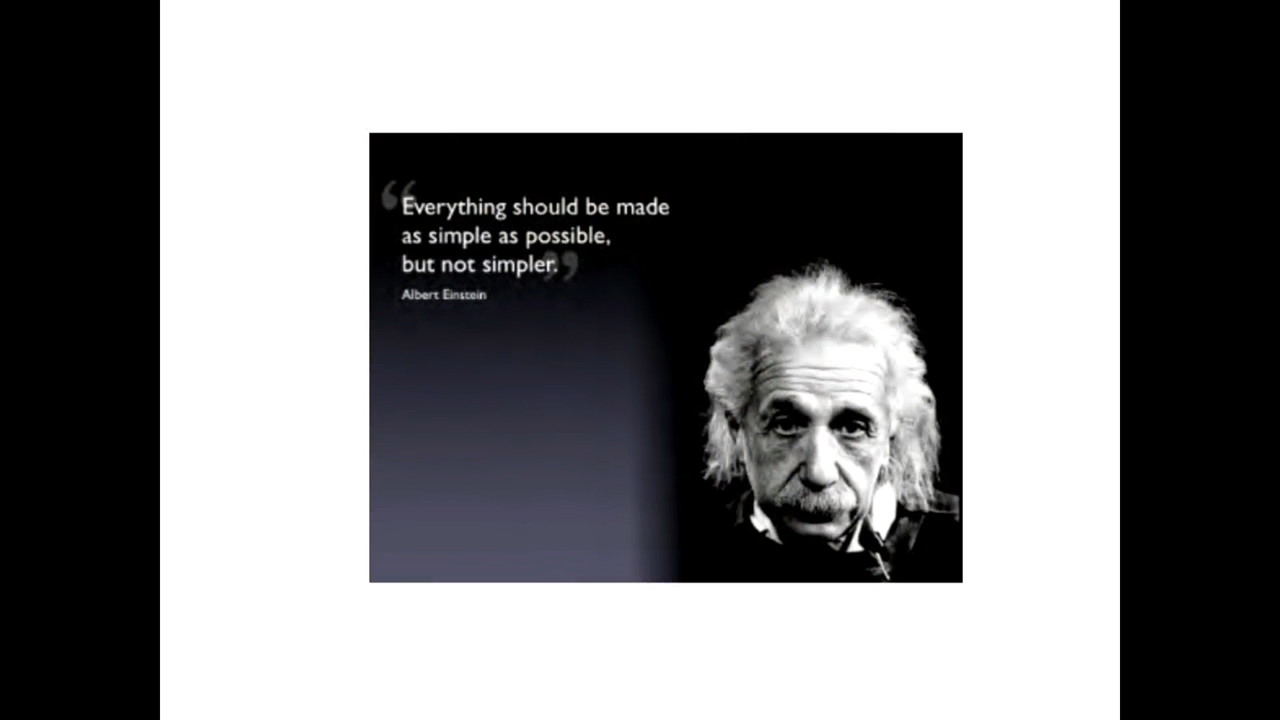 “Everything should be made
as simple as possible,
but not simpler.”
Albert Einstein